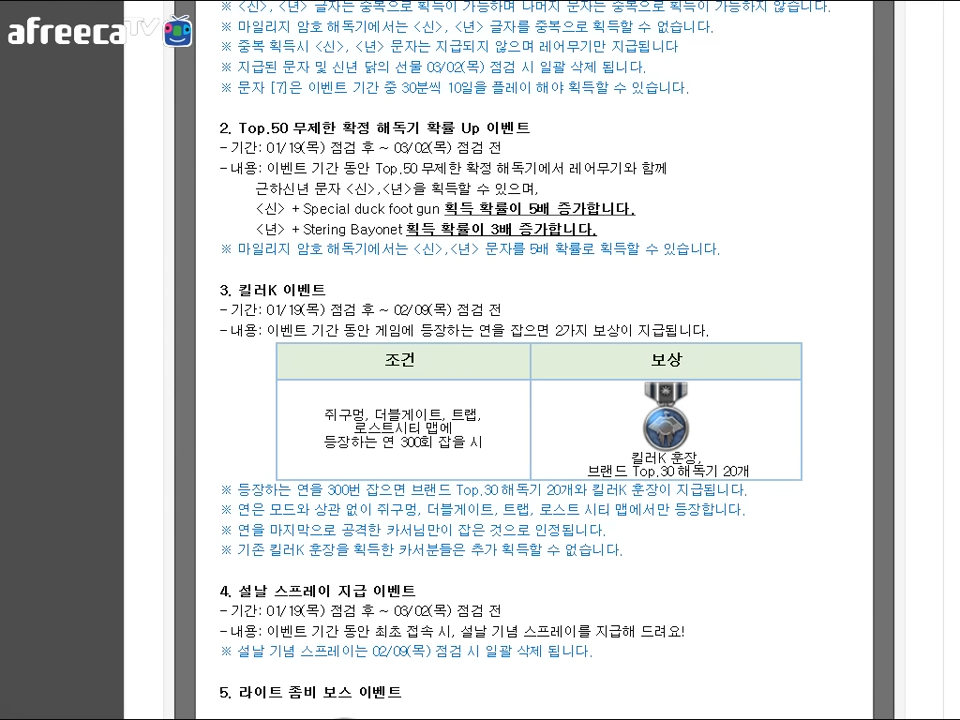 afreecaTV
※ <신>, <년> 글자는 중복으로 획득이 가능하며 나머지 문자는 중복으로 획득이 가능하지 않습니다.
※ 마일리지 암호 해독기에서는 <신>, <년> 글자를 중복으로 획득할 수 없습니다.
※ 중복 획득시 <신>, <년> 문자는 지급되지 않으며 레어무기만 지급됩니다
※ 지급된 문자 및 신년 닭의 선물 03/02(목) 점검 시 일괄 삭제 됩니다.
※ 문자 [7]은 이벤트 기간 중 30분씩 10일을 플레이 해야 획득할 수 있습니다.
2. Top.50 무제한 확정 해독기 확률 Up 이벤트
- 기간: 01/19(목) 점검 후 ~ 03/02(목) 점검 전
- 내용: 이벤트 기간 동안 Top.50 무제한 확정 해독기에서 레어무기와 함께
근하신년 문자 <신>,<년>을 획득할 수 있으며,
<신> + Special duck foot gun 획득 확률이 5배 증가합니다.
<년> + Stering Bayonet 획득 확률이 3배 증가합니다.
※ 마일리지 암호 해독기에서는 <신>,<년> 문자를 5배 확률로 획득할 수 있습니다.
3. 킬러K 이벤트
- 기간: 01/19(목) 점검 후 ~ 02/09(목) 점검 전
- 내용: 이벤트 기간 동안 게임에 등장하는 연을 잡으면 2가지 보상이 지급됩니다.
조건 보상
쥐구멍, 더블게이트, 트랩,
로스트시티 맵에
등장하는 연 300회 잡을 시
킬러K 훈장,
브랜드 Top.30 해독기 20개
※ 등장하는 연을 300번 잡으면 브랜드 Top.30 해독기 20개와 킬러K 훈장이 지급됩니다.
※ 연은 모드와 상관 없이 쥐구멍, 더블게이트, 트랩, 로스트 시티 맵에서만 등장합니다.
※ 연을 마지막으로 공격한 카서님만이 잡은 것으로 인정됩니다.
※ 기존 킬러K 훈장을 획득한 카서분들은 추가 획득할 수 없습니다.
4. 설날 스프레이 지급 이벤트
- 기간: 01/19(목) 점검 후 ~ 03/02(목) 점검 전
- 내용: 이벤트 기간 동안 최초 접속 시, 설날 기념 스프레이를 지급해 드려요!
※ 설날 기념 스프레이는 02/09(목) 점검 시 일괄 삭제 됩니다.
5. 라이트 좀비 보스 이벤트